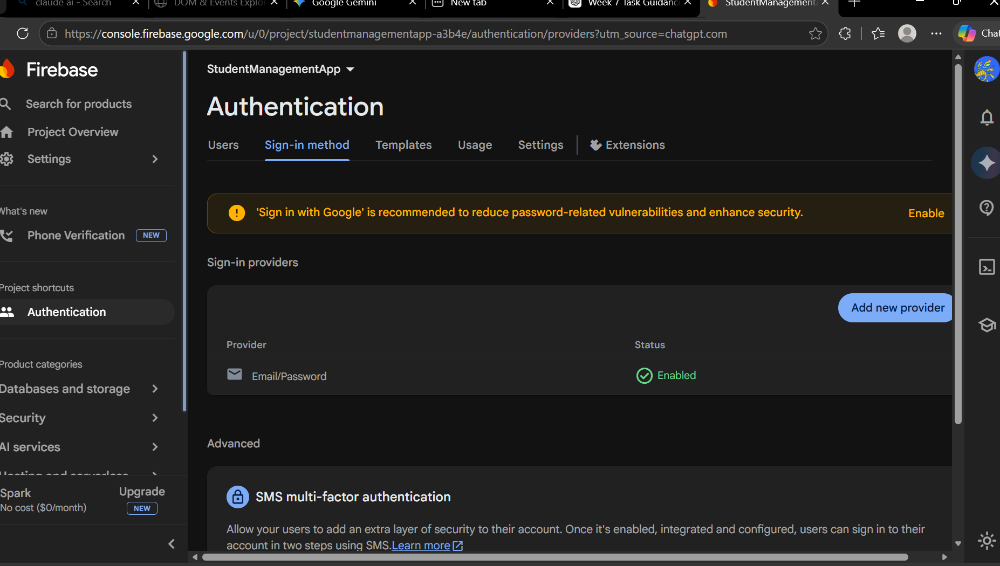 claude ai - Search
DOM & Events Explor
Google Gemini
New tab
Week 7 Task Guidance
StudentManagementA
https://console.firebase.google.com/u/0/project/studentmanagementapp-a3b4e/authentication/providers?utm_source=chatgpt.com
Chat
Firebase
Search for products
Project Overview
Settings
What's new
Phone Verification
NEW
Project shortcuts
Authentication
Product categories
Databases and storage
Security
AI services
Hosting and serverless
Spark
No cost ($0/month)
Upgrade
NEW
StudentManagementApp
Authentication
Users
Sign-in method
Templates
Usage
Settings
Extensions
'Sign in with Google' is recommended to reduce password-related vulnerabilities and enhance security.
Enable
Sign-in providers
Add new provider
Provider
Status
Email/Password
Enabled
Advanced
SMS multi-factor authentication
Allow your users to add an extra layer of security to their account. Once it's enabled, integrated and configured, users can sign in to their
account in two steps using SMS.Learn more